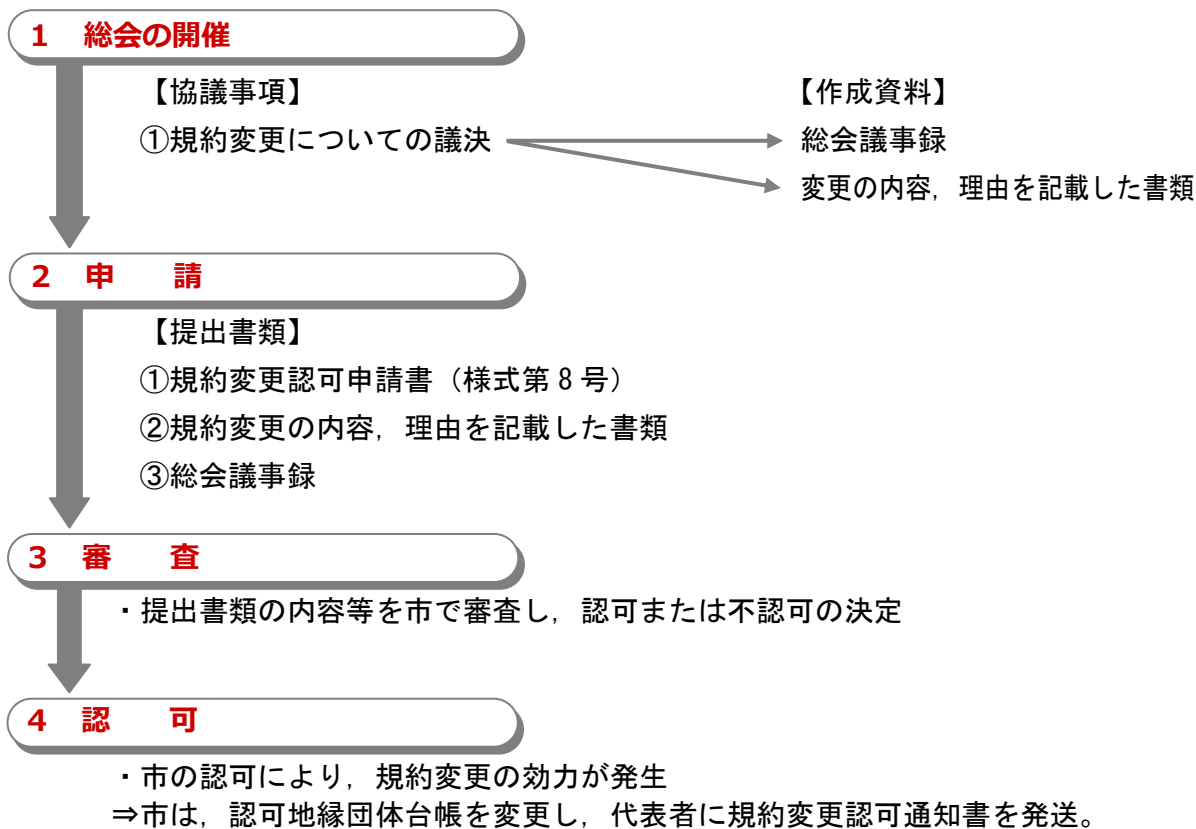 １　総会の開催
【協議事項】　【作成資料】
①規約変更についての議決　総会議事録
変更の内容，理由を記載した書類
２　申　　請
【提出書類】
①規約変更認可申請書（様式第８号）
②規約変更の内容，理由を記載した書類
③総会議事録
３　審　　査
・提出書類の内容等を市で審査し，認可または不認可の決定
４　認　　可
・市の認可により，規約変更の効力が発生
⇒市は，認可地縁団体台帳を変更し，代表者に規約変更認可通知書を発送。